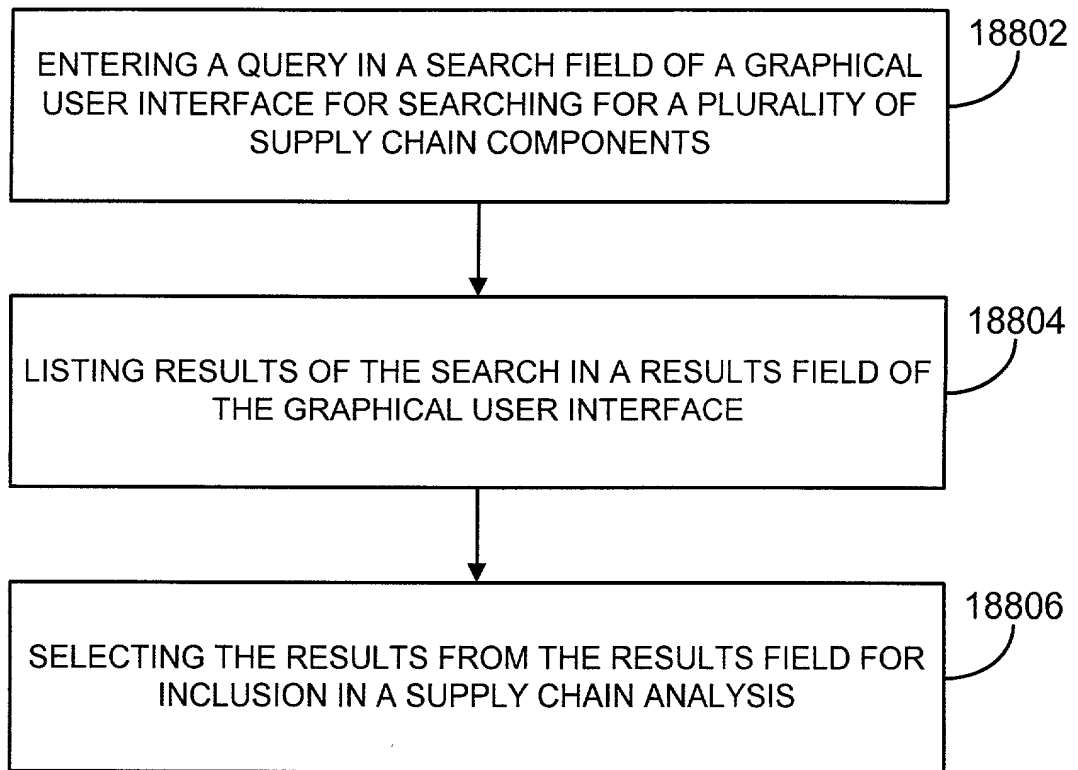 18802
ENTERING A QUERY IN A SEARCH FIELD OF A GRAPHICAL
USER INTERFACE FOR SEARCHING FOR A PLURALITY OF
SUPPLY CHAIN COMPONENTS
18804
LISTING RESULTS OF THE SEARCH IN A RESULTS FIELD OF
THE GRAPHICAL USER INTERFACE
18806
SELECTING THE RESULTS FROM THE RESULTS FIELD FOR
INCLUSION IN A SUPPLY CHAIN ANALYSIS